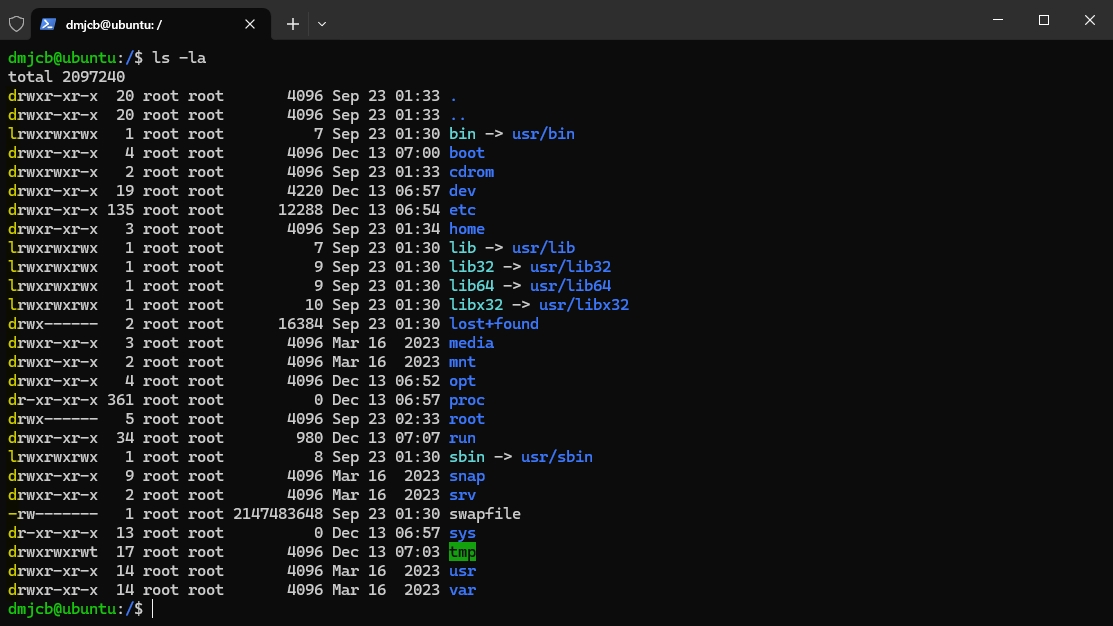 dmjcb@ubuntu: /
dmjcb@ubuntu:/$ ls -la
total 2097240
drwxr-xr-x  20 root root       4096 Sep 23 01:33 .
drwxr-xr-x  20 root root       4096 Sep 23 01:33 ..
lrwxrwxrwx   1 root root          7 Sep 23 01:30 bin -> usr/bin
drwxr-xr-x   4 root root       4096 Dec 13 07:00 boot
drwxrwxr-x   2 root root       4096 Sep 23 01:33 cdrom
drwxr-xr-x  19 root root       4220 Dec 13 06:57 dev
drwxr-xr-x 135 root root      12288 Dec 13 06:54 etc
drwxr-xr-x   3 root root       4096 Sep 23 01:34 home
lrwxrwxrwx   1 root root          7 Sep 23 01:30 lib -> usr/lib
lrwxrwxrwx   1 root root          9 Sep 23 01:30 lib32 -> usr/lib32
lrwxrwxrwx   1 root root          9 Sep 23 01:30 lib64 -> usr/lib64
lrwxrwxrwx   1 root root         10 Sep 23 01:30 libx32 -> usr/libx32
drwx------   2 root root      16384 Sep 23 01:30 lost+found
drwxr-xr-x   3 root root       4096 Mar 16  2023 media
drwxr-xr-x   2 root root       4096 Mar 16  2023 mnt
drwxr-xr-x   4 root root       4096 Dec 13 06:52 opt
dr-xr-xr-x 361 root root          0 Dec 13 06:57 proc
drwx------   5 root root       4096 Sep 23 02:33 root
drwxr-xr-x  34 root root        980 Dec 13 07:07 run
lrwxrwxrwx   1 root root          8 Sep 23 01:30 sbin -> usr/sbin
drwxr-xr-x   9 root root       4096 Mar 16  2023 snap
drwxr-xr-x   2 root root       4096 Mar 16  2023 srv
-rw-------   1 root root 2147483648 Sep 23 01:30 swapfile
dr-xr-xr-x  13 root root          0 Dec 13 06:57 sys
drwxrwxrwt  17 root root       4096 Dec 13 07:03 tmp
drwxr-xr-x  14 root root       4096 Mar 16  2023 usr
drwxr-xr-x  14 root root       4096 Mar 16  2023 var
dmjcb@ubuntu:/$